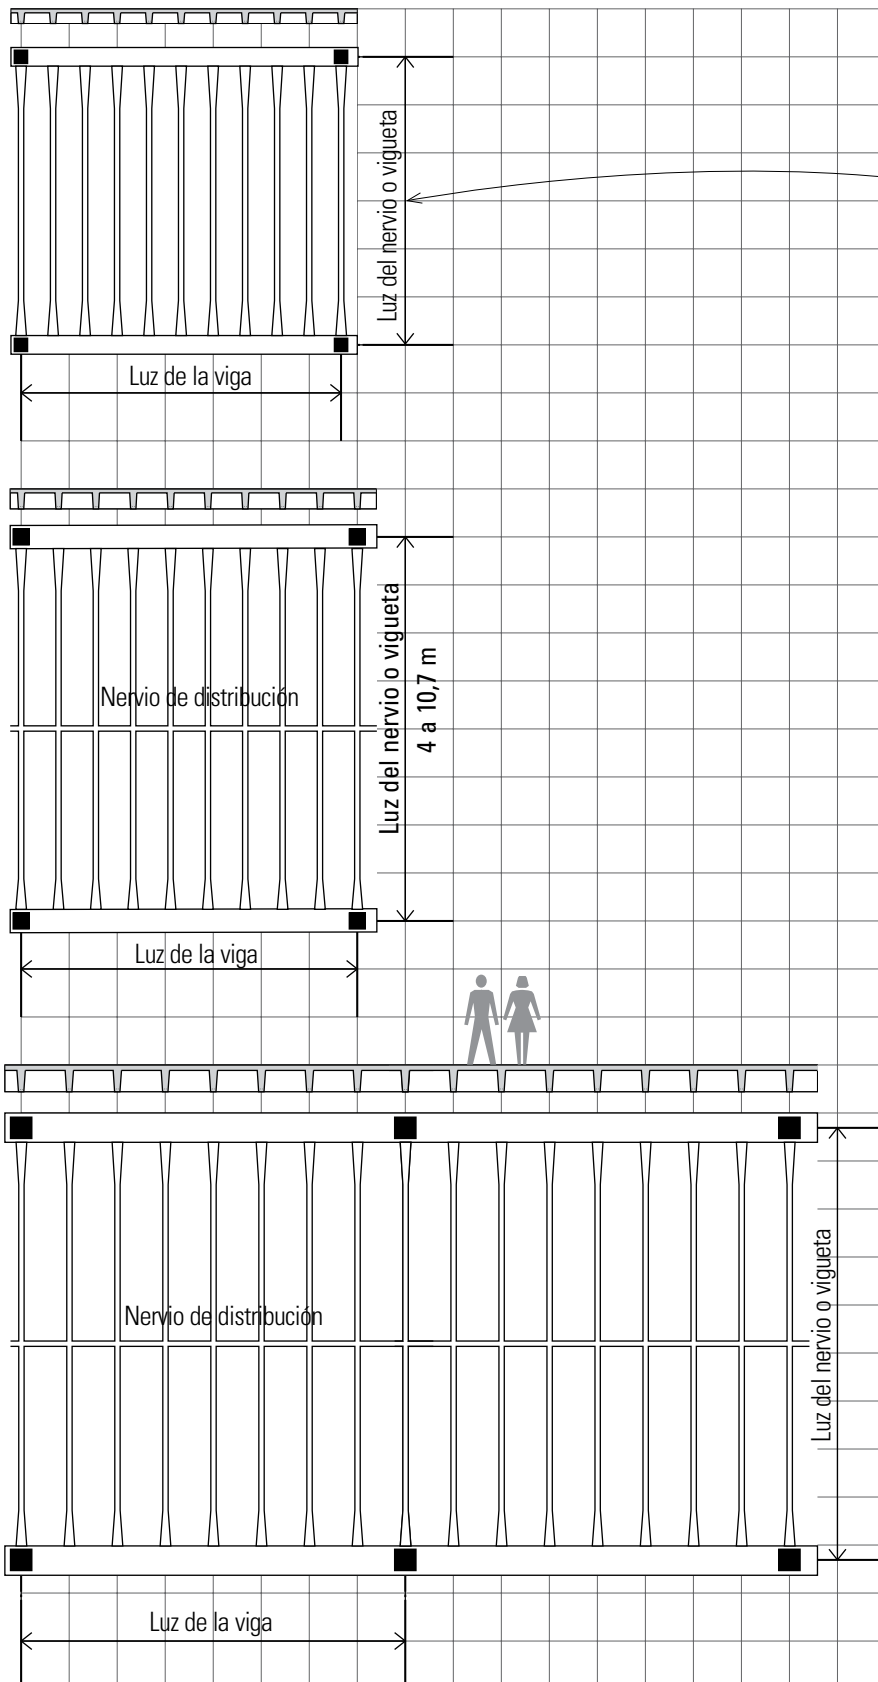 Luz del nervio o vigueta
Luz de la viga
Nervio de distribución
Luz del nervio o vigueta
4 a 10,7 m
Luz de la viga
Nervio de distribución
Luz del nervio o vigueta
Luz de la viga